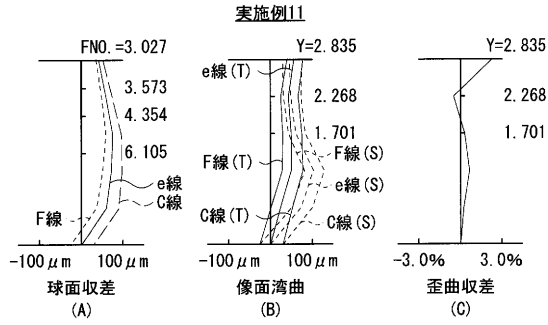 実施例11
FNO.=3.027
3.573
4.354
6.105
e線
C線
F線
-100μm
100μm
球面収差
(A)
Y=2.835
e線(T)
2.268
1.701
F線(T)
F線(S)
e線(S)
C線(T)
C線(S)
-100μm
100μm
像面湾曲
(B)
Y=2.835
2.268
1.701
-3.0%
3.0%
歪曲収差
(C)